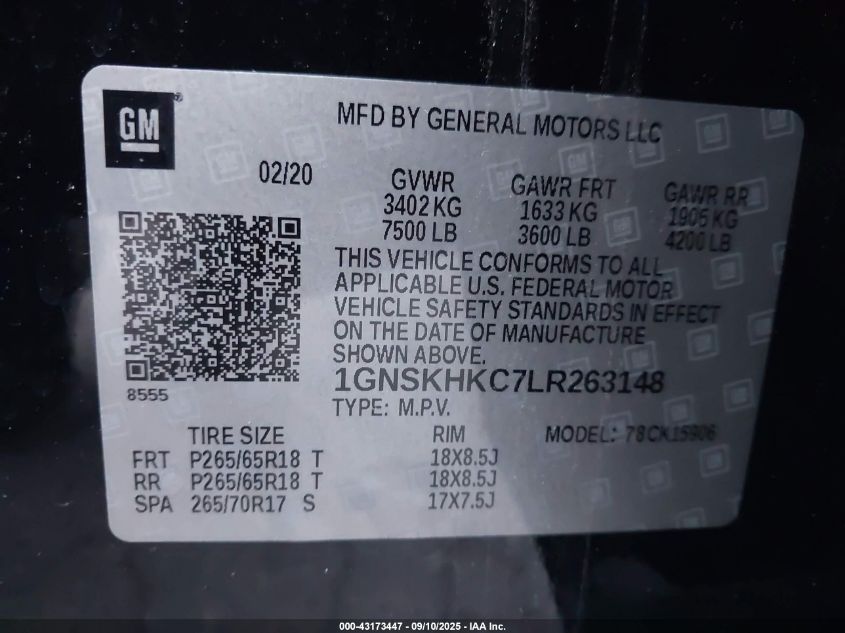 GM
MFD BY GENERAL MOTORS LLC
02/20
GVWR GAWR FRT GAWR RR
3402 KG 1633 KG 1905 KG
7500 LB 3600 LB 4200 LB
THIS VEHICLE CONFORMS TO ALL
APPLICABLE U.S. FEDERAL MOTOR
VEHICLE SAFETY STANDARDS IN EFFECT
ON THE DATE OF MANUFACTURE
SHOWN ABOVE.
1GNSKHKC7LR263148
8555
TYPE: M.P.V.
TIRE SIZE RIM MODEL: 78CK15906
FRT P265/65R18 T 18X8.5J
RR P265/65R18 T 18X8.5J
SPA 265/70R17 S 17X7.5J
000-43173447 - 09/10/2025 - IAA Inc.